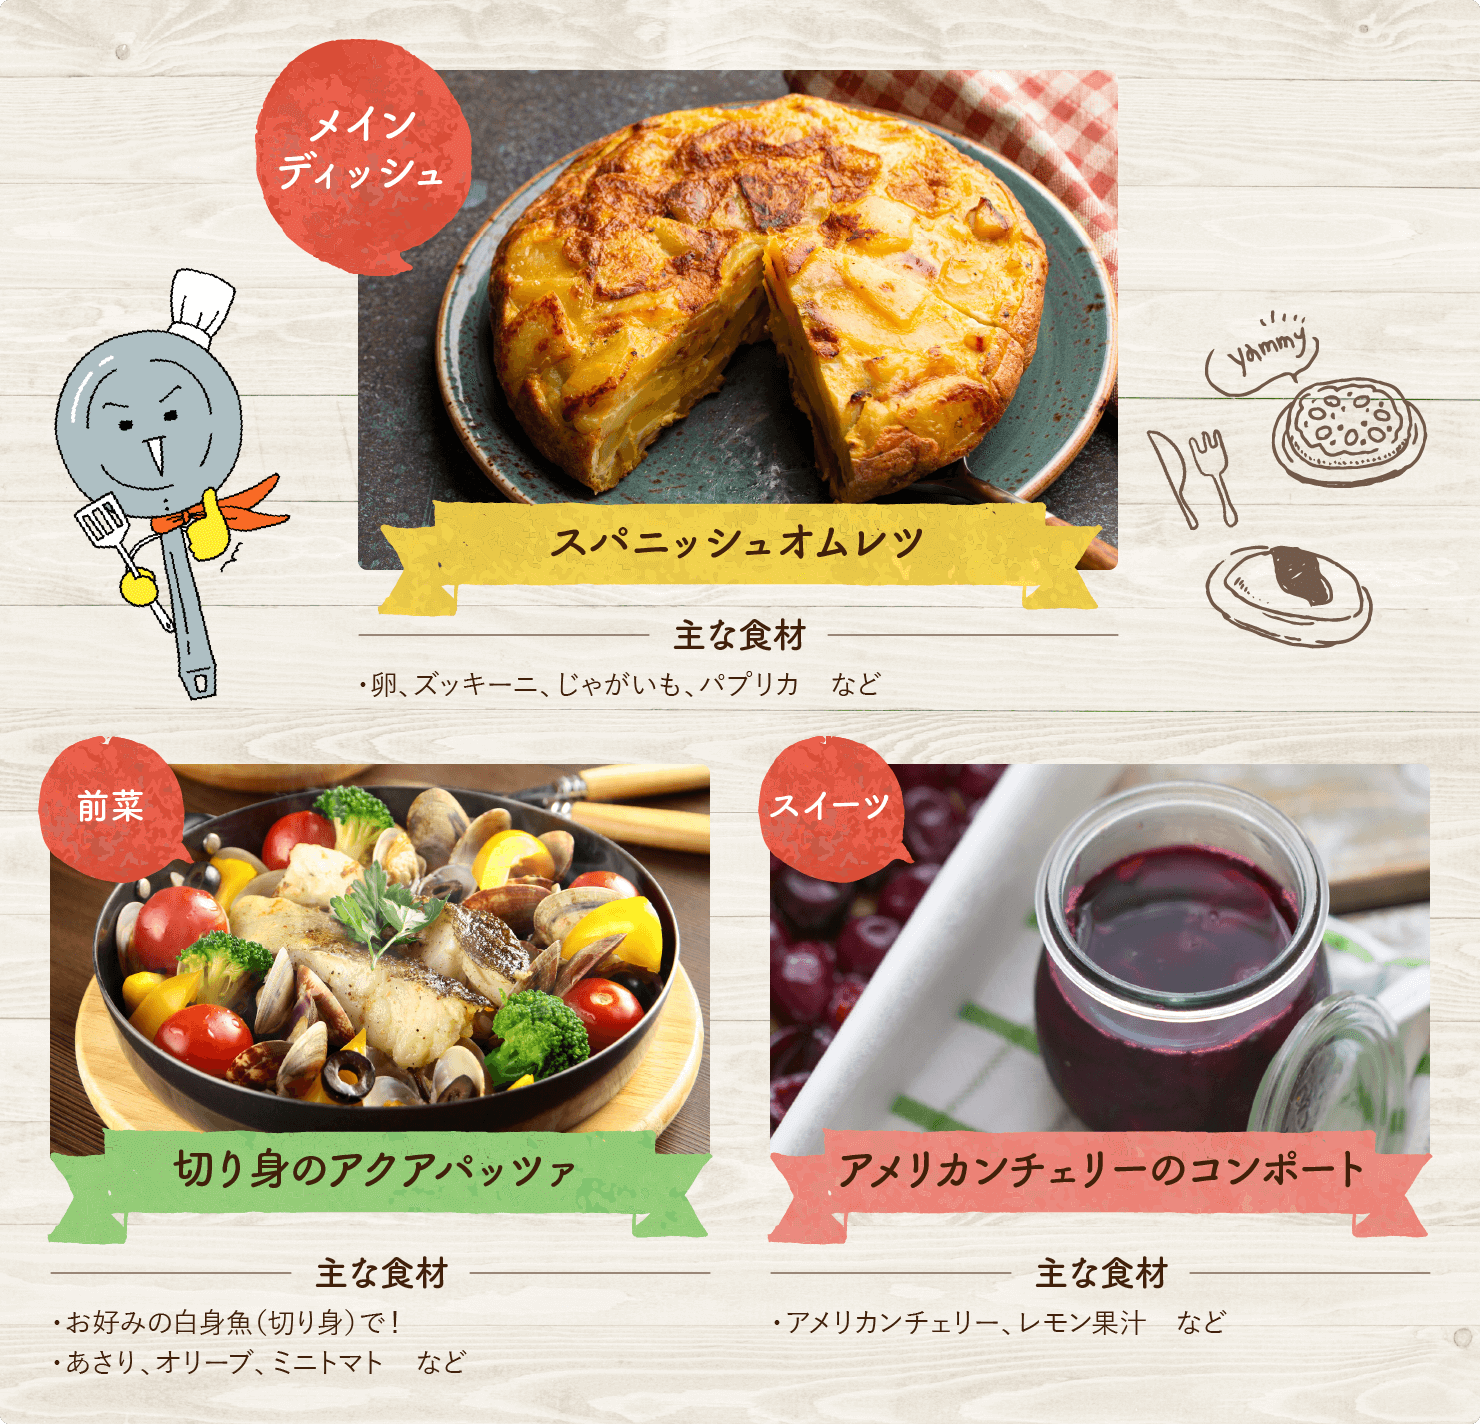 メイン
ディッシュ
yammy
スパニッシュオムレツ
主な食材
・卵、ズッキーニ、じゃがいも、パプリカ　など
前菜
切り身のアクアパッツァ
主な食材
・お好みの白身魚(切り身)で！
・あさり、オリーブ、ミニトマト　など
スイーツ
アメリカンチェリーのコンポート
主な食材
・アメリカンチェリー、レモン果汁　など